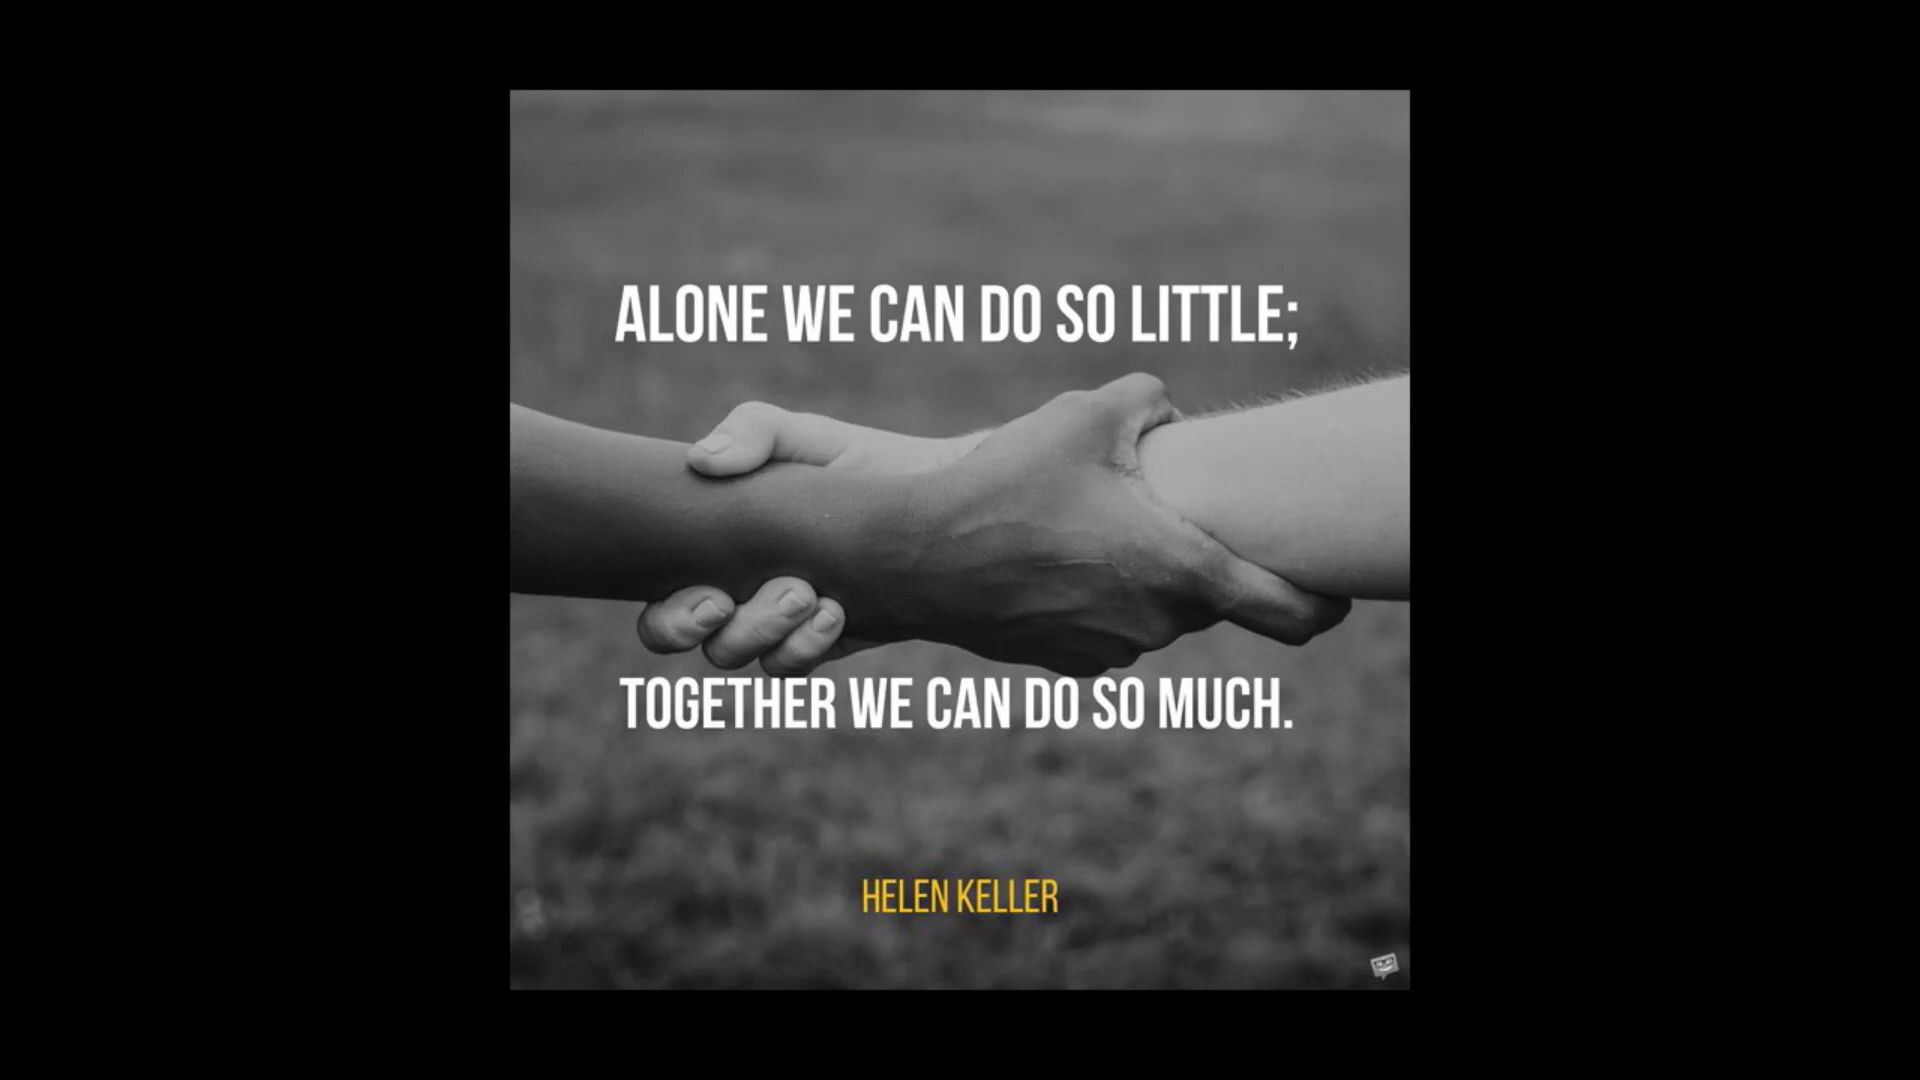 ALONE WE CAN DO SO LITTLE;
TOGETHER WE CAN DO SO MUCH.
HELEN KELLER